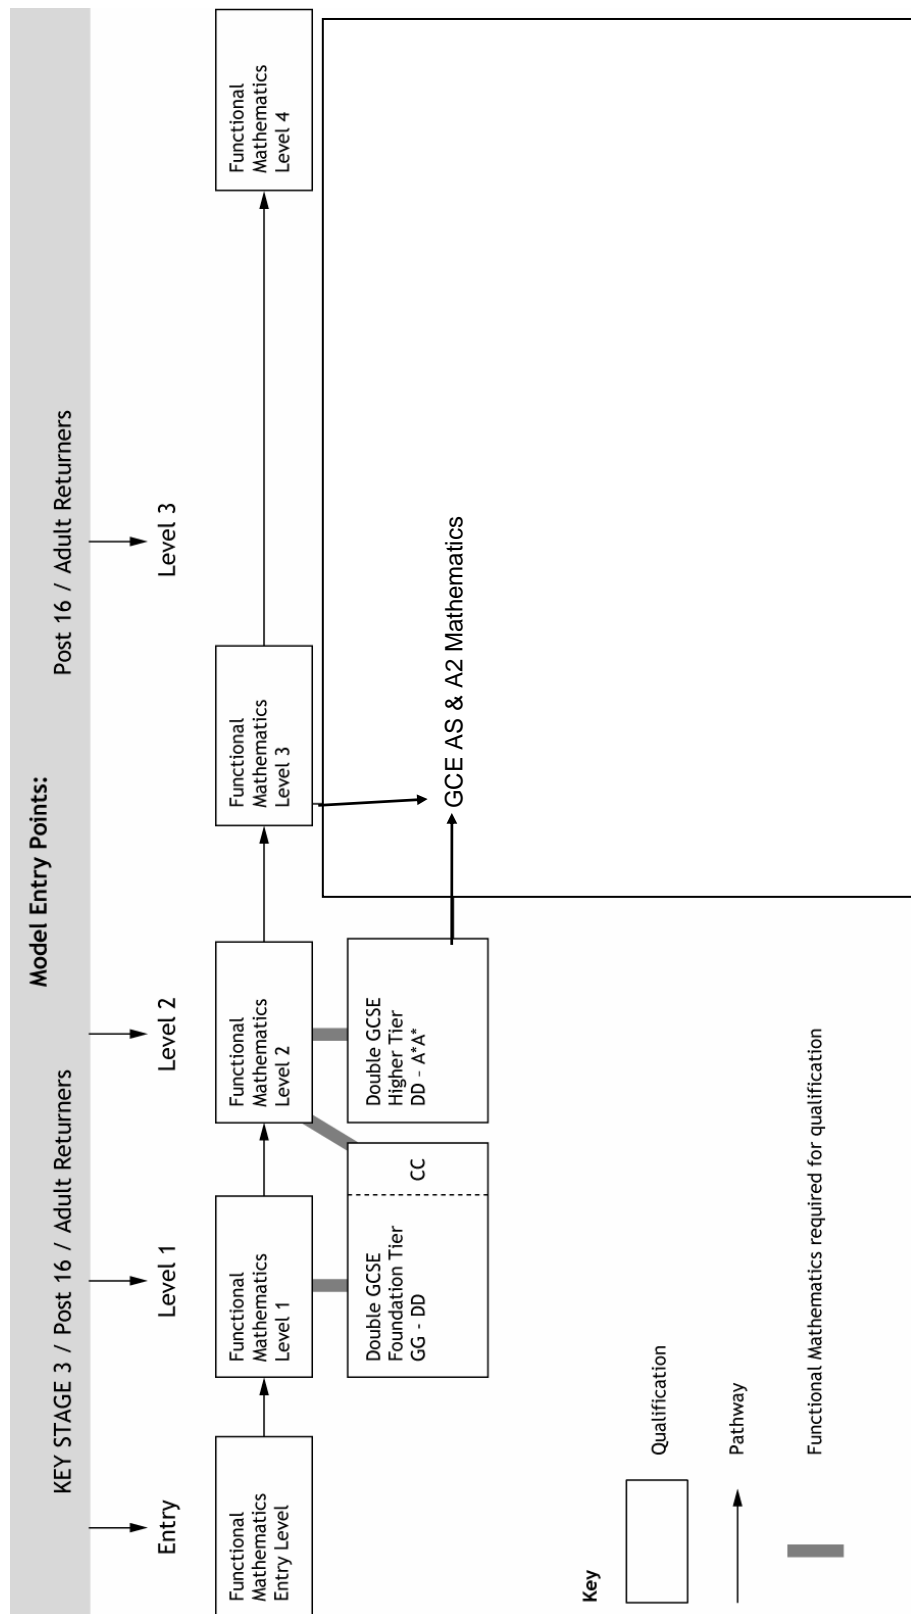 Model Entry Points:
KEY STAGE 3 / Post 16 / Adult Returners
Post 16 / Adult Returners
Entry
Level 1
Level 2
Level 3
Functional
Mathematics
Entry Level
Functional
Mathematics
Level 1
Functional
Mathematics
Level 2
Functional
Mathematics
Level 3
Functional
Mathematics
Level 4
Double GCSE
Foundation Tier
GG - DD
CC
Double GCSE
Higher Tier
DD - A*A*
GCE AS & A2 Mathematics
Key
Qualification
Pathway
Functional Mathematics required for qualification